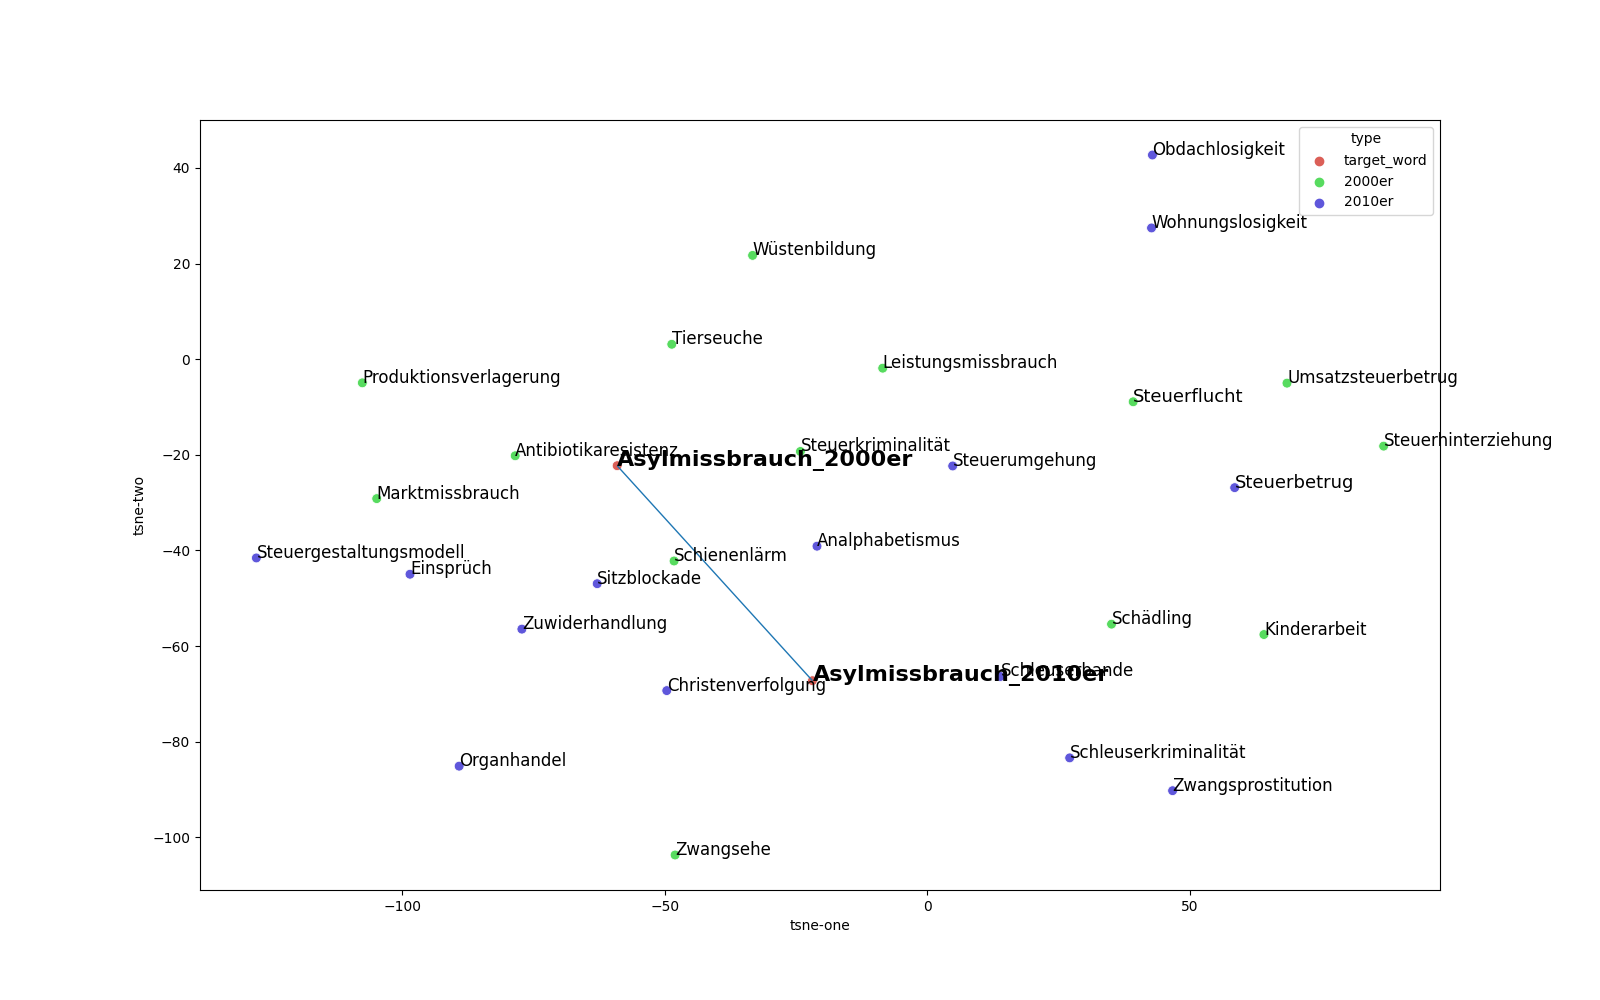 type
target_word
2000er
2010er
Obdachlosigkeit
Wohnungslosigkeit
Wüstenbildung
Tierseuche
Leistungsmissbrauch
Produktionsverlagerung
Umsatzsteuerbetrug
Steuerflucht
Steuerhinterziehung
Steuerkriminalität
Antibiotikaresistenz
Asylmissbrauch_2000er
Steuerumgehung
Steuerbetrug
Marktmissbrauch
Analphabetismus
Steuergestaltungsmodell
Schienenlärm
Einsprüch
Sitzblockade
Schädling
Zuwiderhandlung
Kinderarbeit
Schleuserbande
Asylmissbrauch_2010er
Christenverfolgung
Schleuserkriminalität
Organhandel
Zwangsprostitution
Zwangsehe
40
20
0
−20
−40
−60
−80
−100
tsne-two
−100
−50
0
50
tsne-one